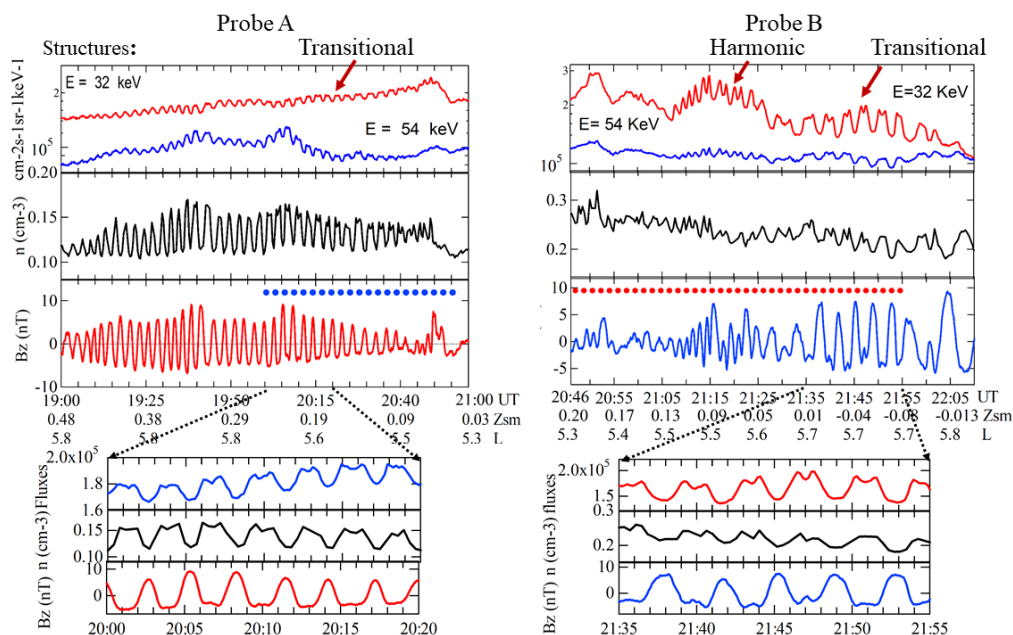 Probe A
Structures: Transitional
E = 32 keV
E = 54 keV
cm-2s-1sr-1keV-1
2
10^5
0.20
n (cm-3)
0.15
0.10
Bz (nT)
10
0
-10
19:00 19:25 19:50 20:15 20:40 21:00 UT
0.48 0.38 0.29 0.19 0.09 0.03 Zsm
5.8 5.8 5.8 5.6 5.5 5.3 L
Fluxes
2.0x10^5
1.8
1.6
n (cm-3)
0.15
0.10
Bz (nT)
10
0
20:00 20:05 20:10 20:15 20:20
Probe B
Harmonic Transitional
E=32 KeV
E = 54 KeV
3
2
10^5
0.3
0.2
10
5
0
-5
20:46 20:55 21:05 21:15 21:25 21:35 21:45 21:55 22:05 UT
0.20 0.17 0.13 0.09 0.05 0.01 -0.04 -0.08 -0.013 Zsm
5.3 5.4 5.5 5.5 5.6 5.7 5.7 5.7 5.8 L
fluxes
2.0x10^5
1.5
0.3
n (cm-3)
0.2
Bz (nT)
10
0
21:35 21:40 21:45 21:50 21:55